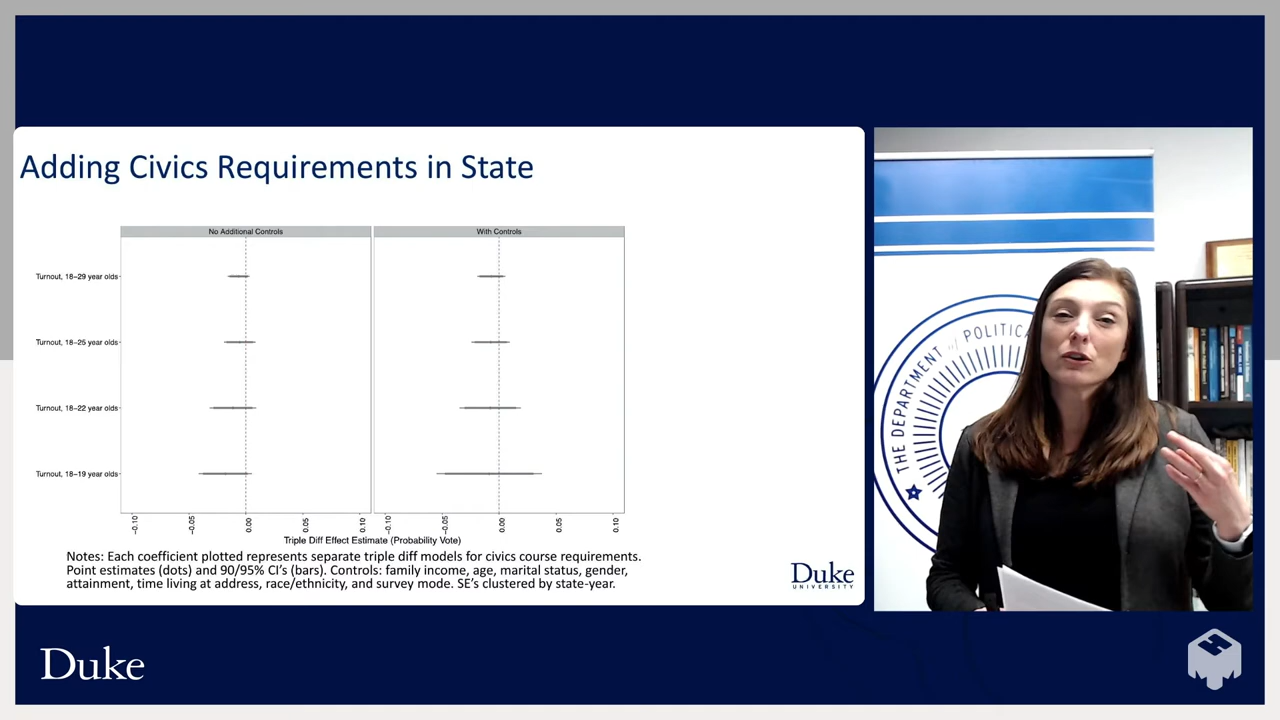 Adding Civics Requirements in State
No Additional Controls
With Controls
Turnout, 18–29 year olds
Turnout, 18–25 year olds
Turnout, 18–22 year olds
Turnout, 18–19 year olds
−0.10
−0.05
0.00
0.05
0.10
−0.10
−0.05
0.00
0.05
0.10
Triple Diff Effect Estimate (Probability Vote)
Notes: Each coefficient plotted represents separate triple diff models for civics course requirements.
Point estimates (dots) and 90/95% CI's (bars). Controls: family income, age, marital status, gender,
attainment, time living at address, race/ethnicity, and survey mode. SE's clustered by state-year.
Duke
UNIVERSITY
THE DEPARTMENT of POLITICA
Duke